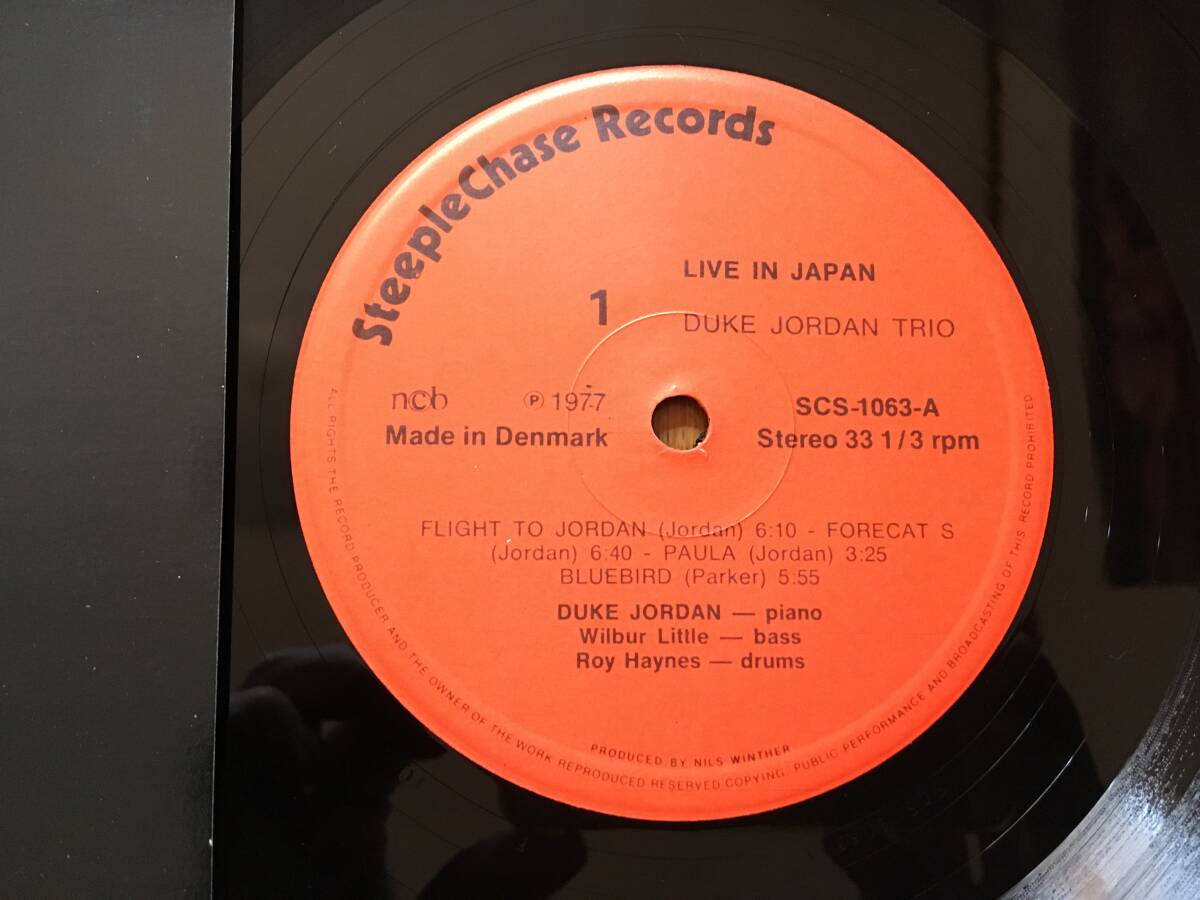 SteepleChase Records
LIVE IN JAPAN
1
DUKE JORDAN TRIO
ncb
℗ 1977
SCS-1063-A
Made in Denmark
Stereo 33 1/3 rpm
FLIGHT TO JORDAN (Jordan) 6:10 - FORECAT S
(Jordan) 6:40 - PAULA (Jordan) 3:25
BLUEBIRD (Parker) 5:55
DUKE JORDAN — piano
Wilbur Little — bass
Roy Haynes — drums
PRODUCED BY NILS WINTHER
ALL RIGHTS THE RECORD PRODUCER AND THE OWNER OF THE WORK REPRODUCED RESERVED COPYING. PUBLIC PERFORMANCE AND BROADCASTING OF THIS RECORD PROHIBITED